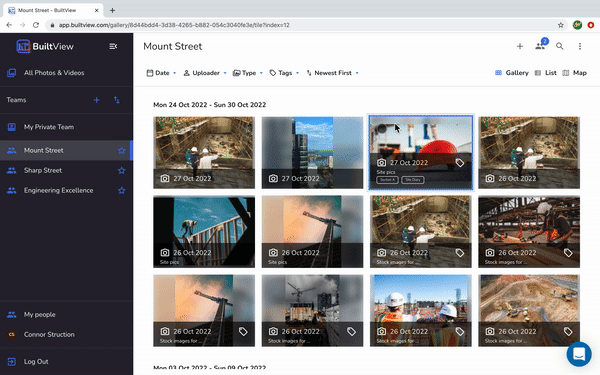 Mount Street - BuiltView
app.builtview.com/gallery/8d44bdd4-3d38-4265-b882-054c3040fe3e/tile?index=12
BuiltView
All Photos & Videos
Teams
My Private Team
Mount Street
Sharp Street
Engineering Excellence
My people
CS Connor Struction
Log Out
Mount Street
2
Date Uploader Type Tags Newest First Gallery List Map
Mon 24 Oct 2022 - Sun 30 Oct 2022
27 Oct 2022
27 Oct 2022
27 Oct 2022
Site pics
Section A Site Diary
26 Oct 2022
26 Oct 2022
Site pics
26 Oct 2022
Site pics
26 Oct 2022
Stock images for ...
26 Oct 2022
Stock images for ...
26 Oct 2022
Stock images for ...
26 Oct 2022
Stock images for ...
26 Oct 2022
Stock images for ...
26 Oct 2022
Stock images for ...
Mon 03 Oct 2022 - Sun 09 Oct 2022